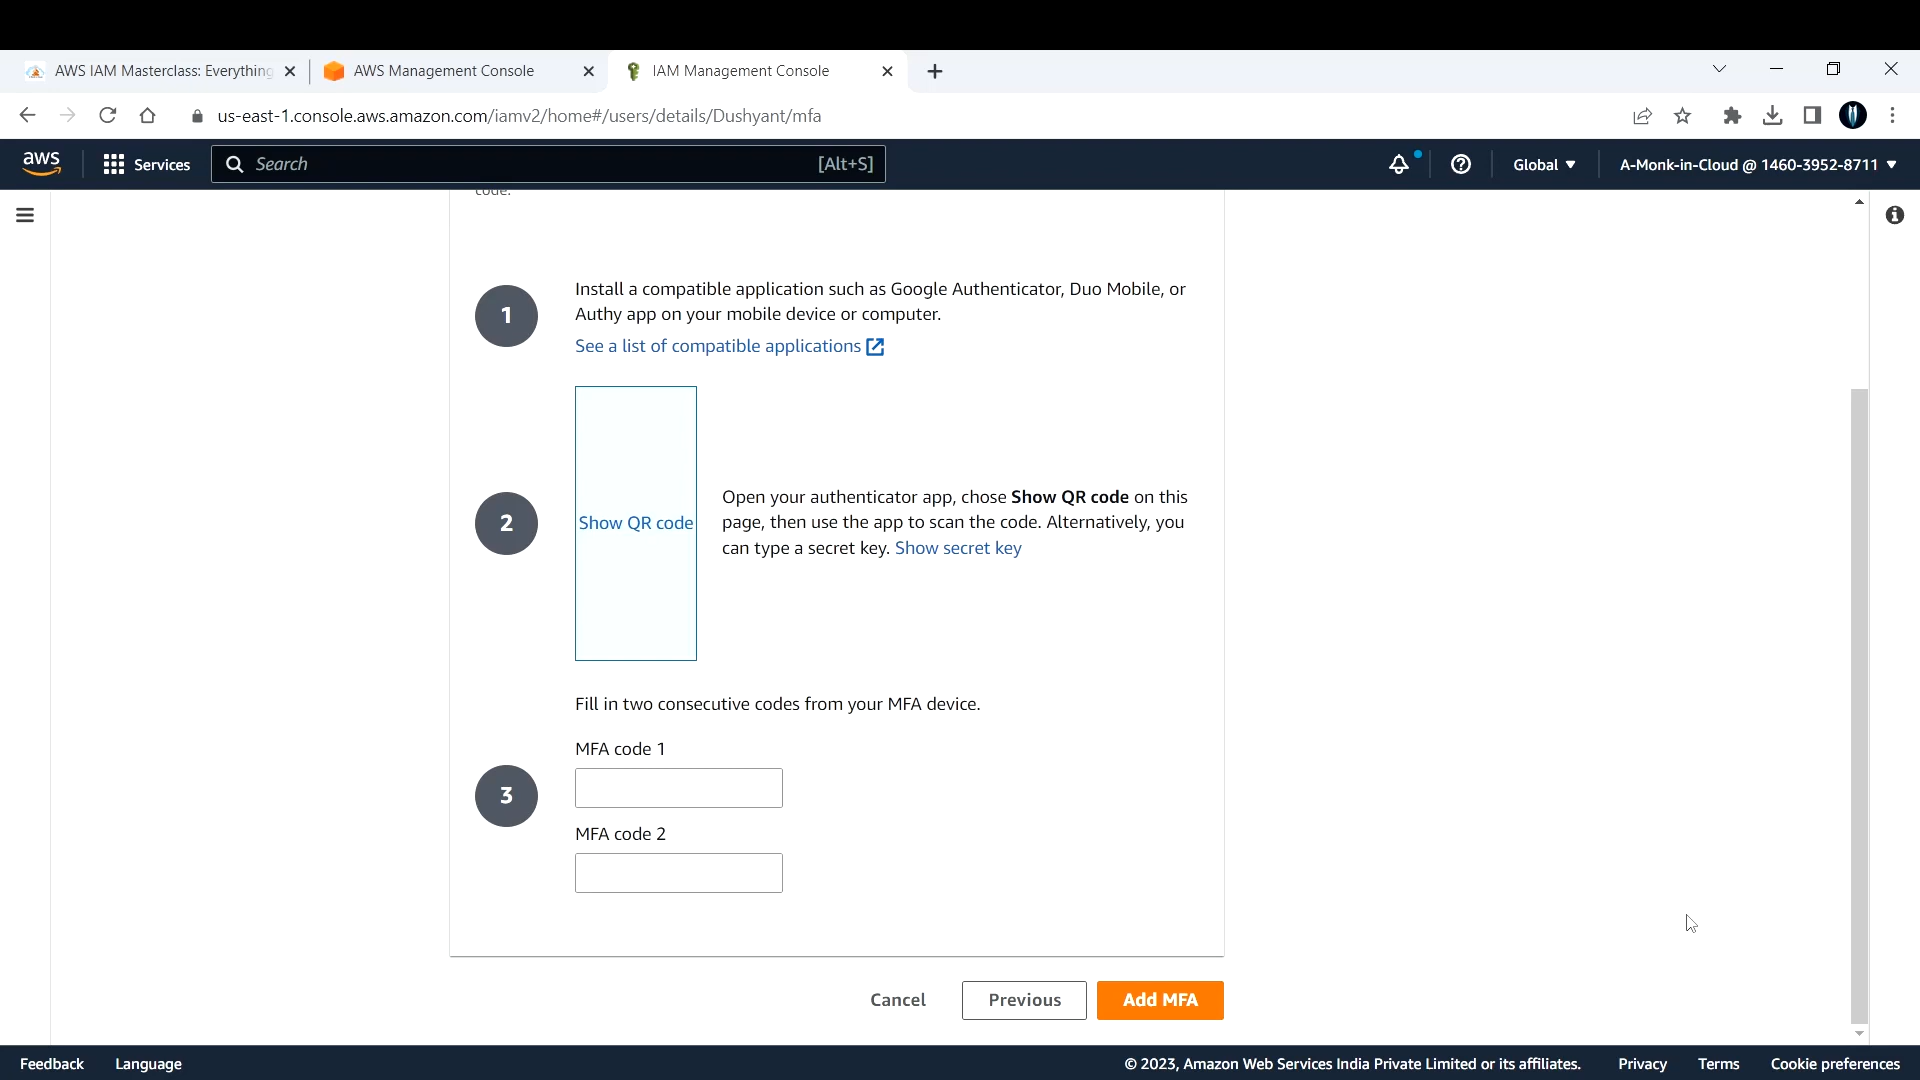 AWS IAM Masterclass: Everything
AWS Management Console
IAM Management Console
us-east-1.console.aws.amazon.com/iamv2/home#/users/details/Dushyant/mfa
aws
Services
Search
[Alt+S]
Global
A-Monk-in-Cloud @ 1460-3952-8711
code.
1
Install a compatible application such as Google Authenticator, Duo Mobile, or
Authy app on your mobile device or computer.
See a list of compatible applications
2
Show QR code
Open your authenticator app, chose Show QR code on this
page, then use the app to scan the code. Alternatively, you
can type a secret key. Show secret key
Fill in two consecutive codes from your MFA device.
3
MFA code 1
MFA code 2
Cancel
Previous
Add MFA
Feedback
Language
© 2023, Amazon Web Services India Private Limited or its affiliates.
Privacy
Terms
Cookie preferences